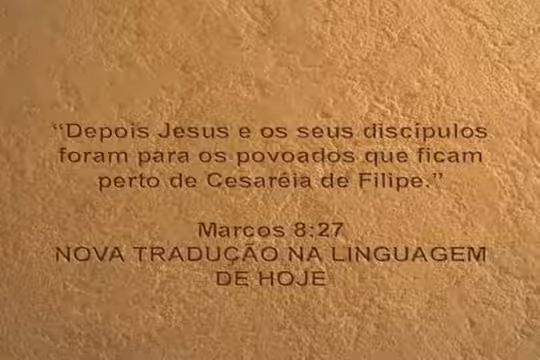 “Depois Jesus e os seus discípulos
foram para os povoados que ficam
perto de Cesaréia de Filipe.”
Marcos 8:27
NOVA TRADUÇÃO NA LINGUAGEM
DE HOJE